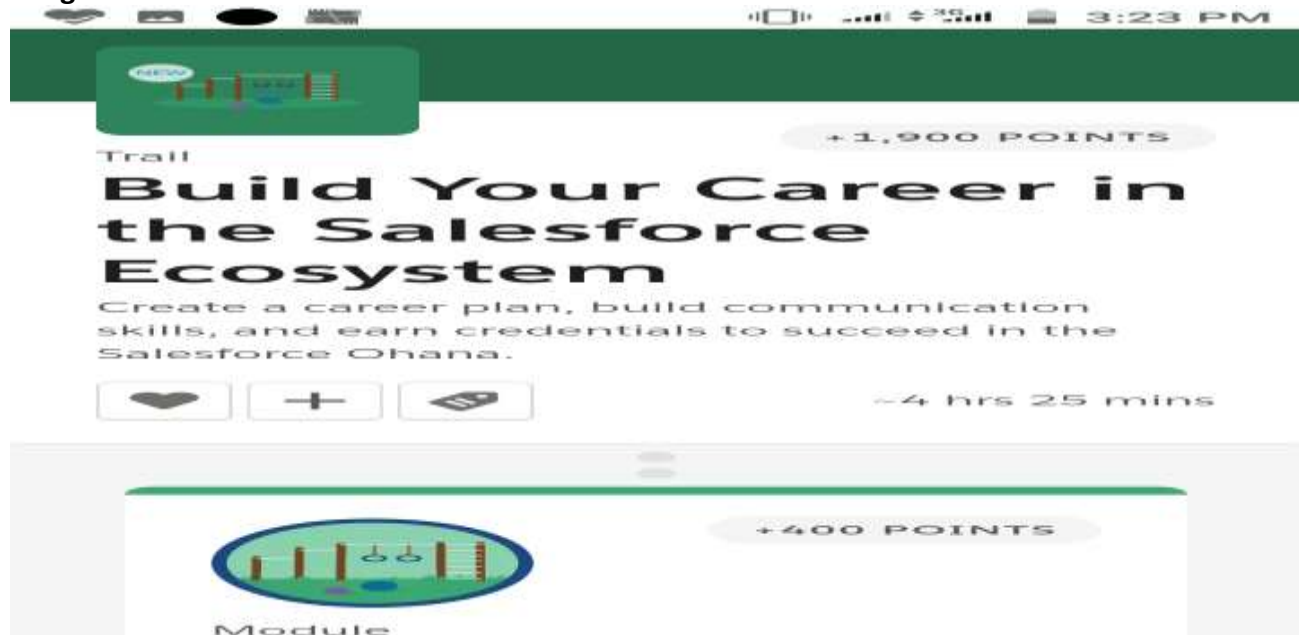 3G 3:23 PM
NEW
+1,900 POINTS
Trail
Build Your Career in
the Salesforce
Ecosystem
Create a career plan, build communication
skills, and earn credentials to succeed in the
Salesforce Ohana.
~4 hrs 25 mins
+400 POINTS
Module